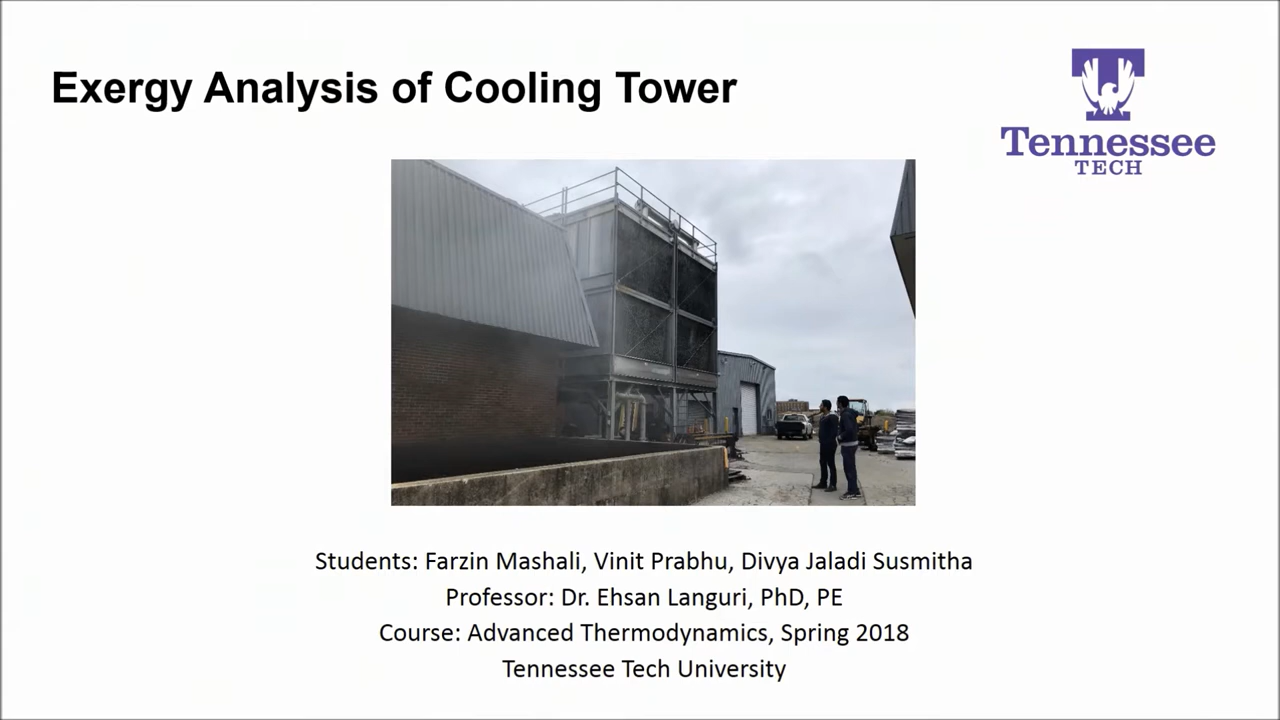 Exergy Analysis of Cooling Tower
Tennessee
TECH
Students: Farzin Mashali, Vinit Prabhu, Divya Jaladi Susmitha
Professor: Dr. Ehsan Languri, PhD, PE
Course: Advanced Thermodynamics, Spring 2018
Tennessee Tech University